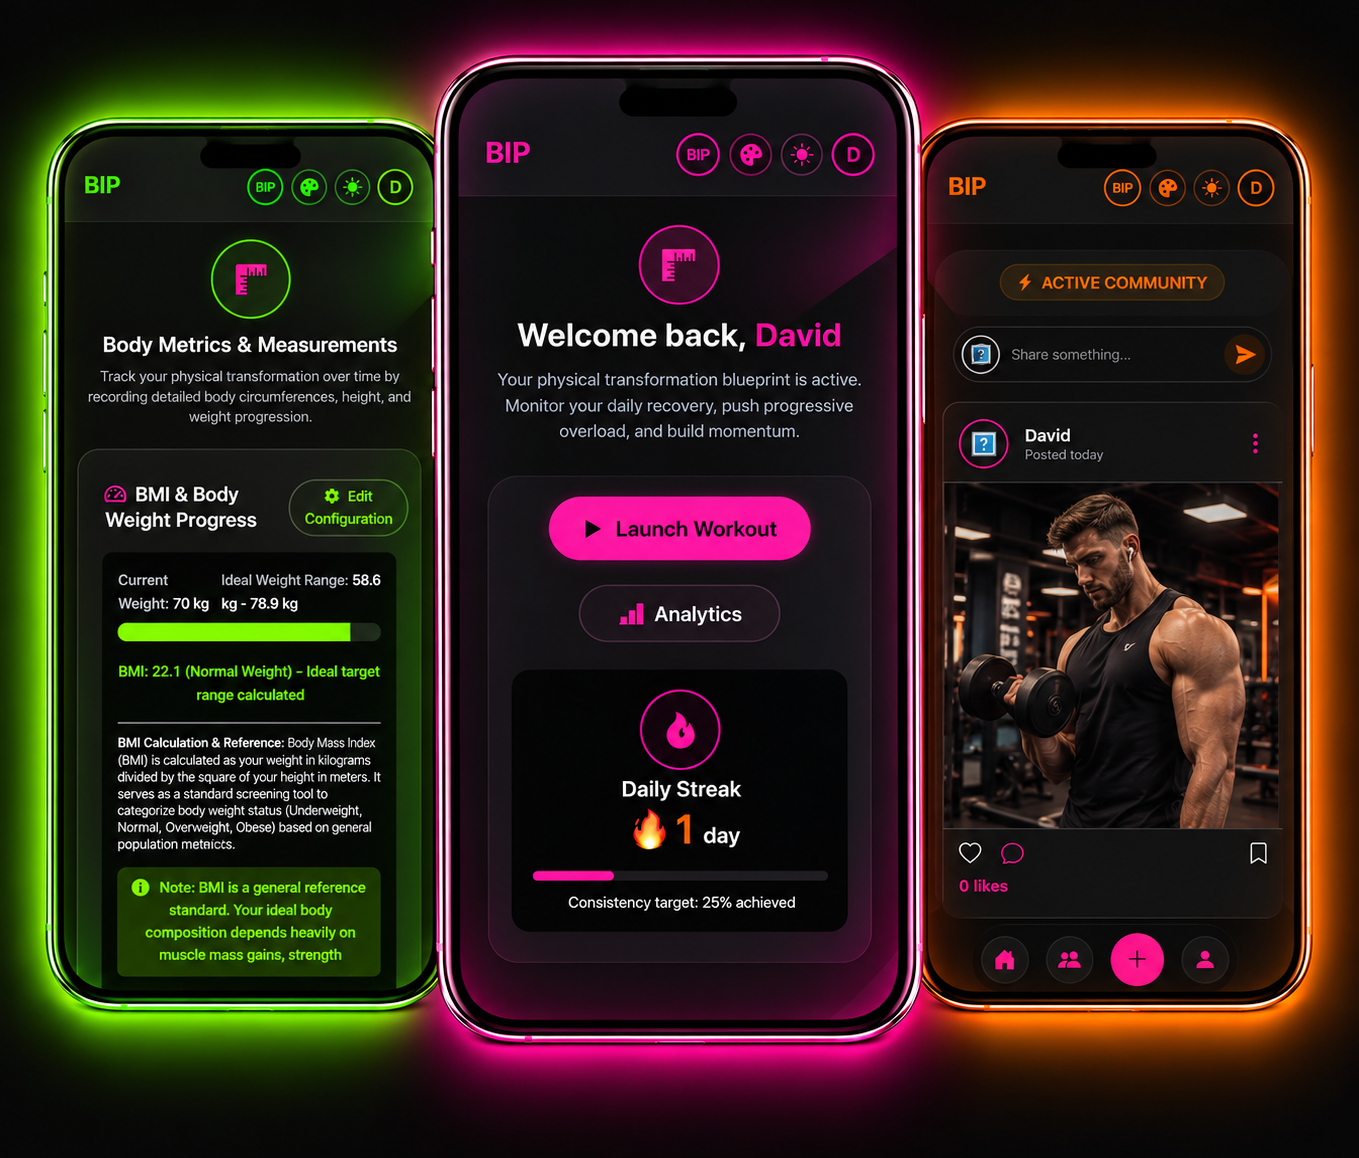 BIP
BIP
D
Body Metrics & Measurements
Track your physical transformation over time by
recording detailed body circumferences, height, and
weight progression.
BMI & Body
Weight Progress
Edit
Configuration
Current
Weight: 70 kg
Ideal Weight Range: 58.6
kg - 78.9 kg
BMI: 22.1 (Normal Weight) – Ideal target
range calculated
BMI Calculation & Reference: Body Mass Index
(BMI) is calculated as your weight in kilograms
divided by the square of your height in meters. It
serves as a standard screening tool to
categorize body weight status (Underweight,
Normal, Overweight, Obese) based on general
population
Note: BMI is a general reference
standard. Your ideal body
composition depends heavily on
muscle mass gains, strength
BIP
BIP
D
Welcome back, David
Your physical transformation blueprint is active.
Monitor your daily recovery, push progressive
overload, and build momentum.
Launch Workout
Analytics
Daily Streak
1 day
Consistency target: 25% achieved
BIP
BIP
D
ACTIVE COMMUNITY
?
Share something...
?
David
Posted today
0 likes